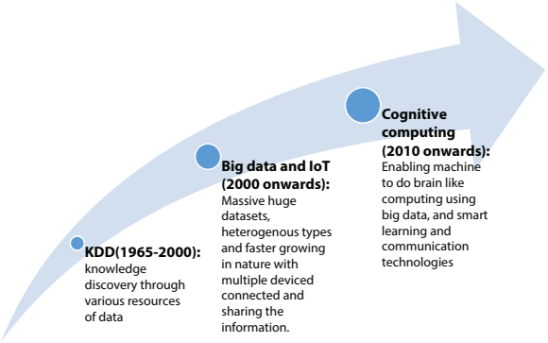 KDD(1965-2000):
knowledge
discovery through
various resources
of data
Big data and IoT
(2000 onwards):
Massive huge
datasets,
heterogenous types
and faster growing
in nature with
multiple deviced
connected and
sharing the
information.
Cognitive
computing
(2010 onwards):
Enabling machine
to do brain like
computing using
big data, and smart
learning and
communication
technologies